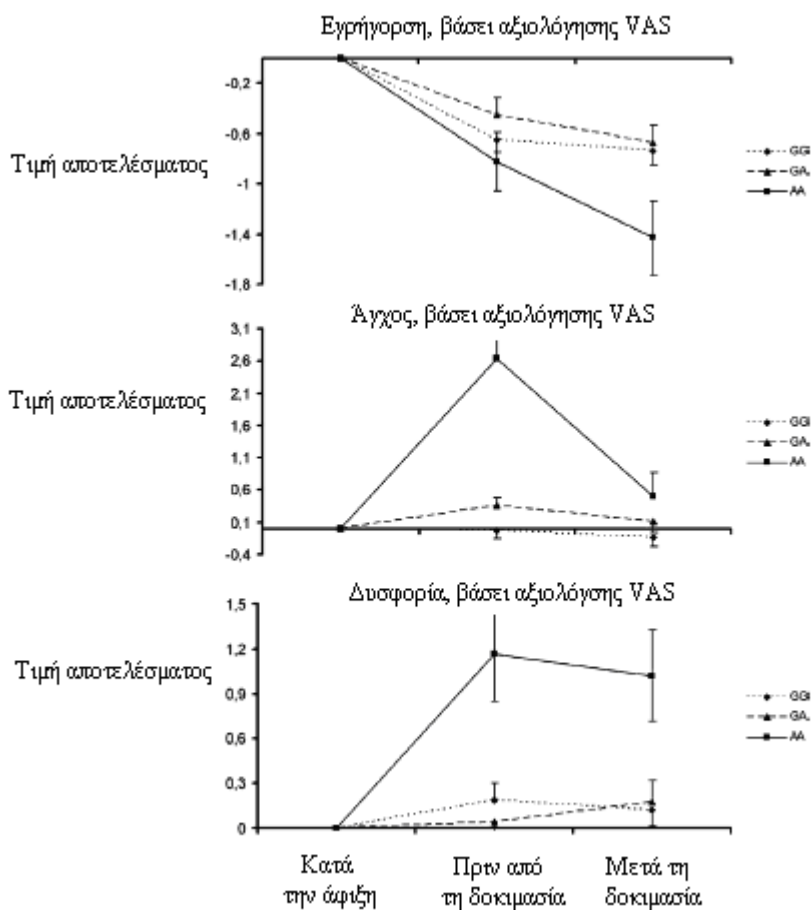 Εγρήγορση, βάσει αξιολόγησης VAS
-0,2
-0,6
Τιμή αποτελέσματος
-1
-1,4
-1,8
GG
GA
AA
Άγχος, βάσει αξιολόγησης VAS
3,1
2,6
Τιμή αποτελέσματος
2,1
1,6
1,1
0,6
0,1
-0,4
GG
GA
AA
Δυσφορία, βάσει αξιολόγσης VAS
1,5
1,2
Τιμή αποτελέσματος
0,9
0,6
0,3
0
GG
GA
AA
Κατά
την άφιξη
Πριν από
τη δοκιμασία
Μετά τη
δοκιμασία